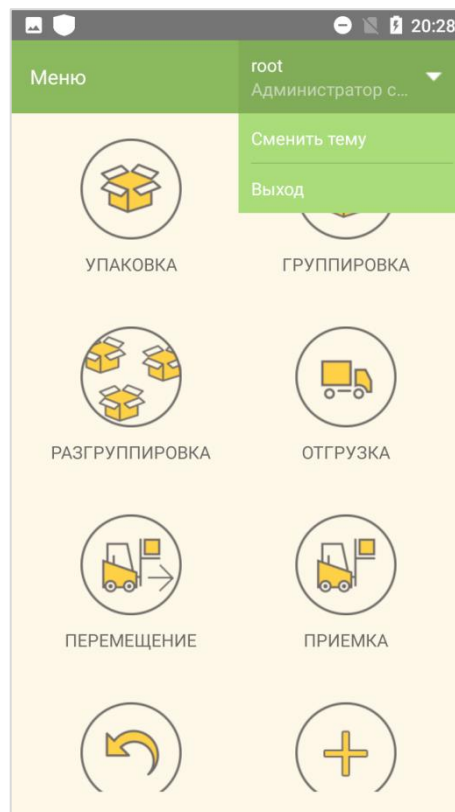 20:28
Меню
root
Администратор с...
Сменить тему
Выход
УПАКОВКА
ГРУППИРОВКА
РАЗГРУППИРОВКА
ОТГРУЗКА
ПЕРЕМЕЩЕНИЕ
ПРИЕМКА